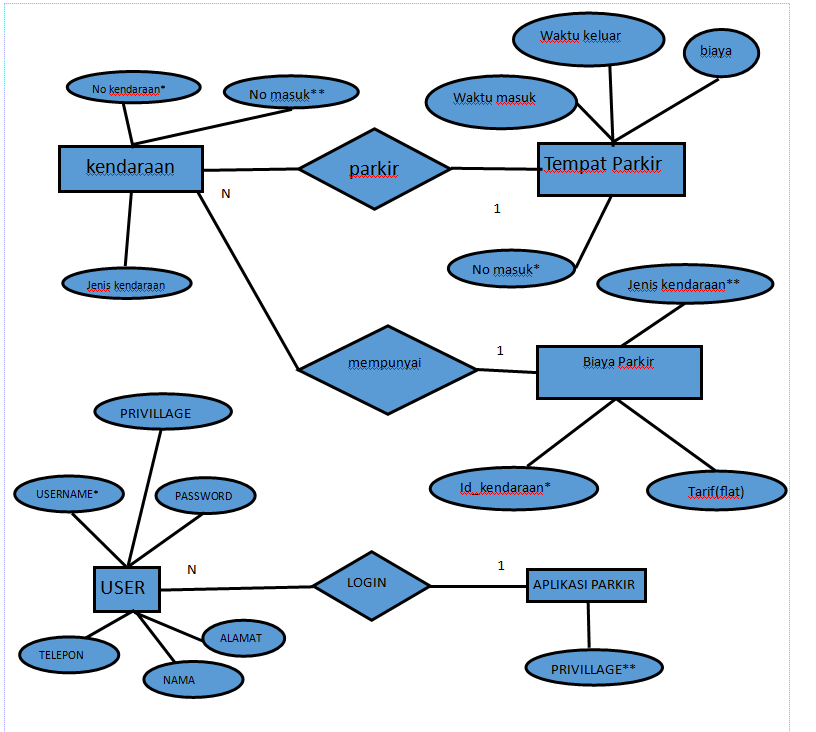 Waktu keluar
biaya
No kendaraan*
No masuk**
Waktu masuk
kendaraan
parkir
Tempat Parkir
N
1
No masuk*
Jenis kendaraan
Jenis kendaraan**
mempunyai
1
Biaya Parkir
PRIVILLAGE
USERNAME*
PASSWORD
Id_kendaraan*
Tarif(flat)
N
1
USER
LOGIN
APLIKASI PARKIR
ALAMAT
TELEPON
NAMA
PRIVILLAGE**